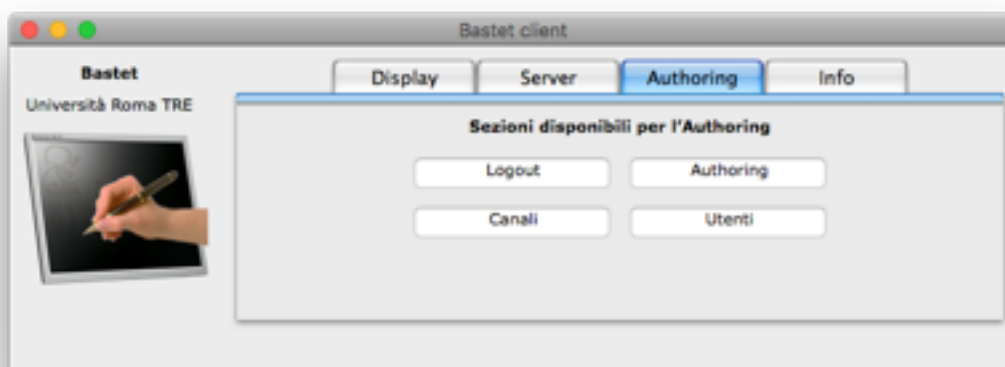 Bastet client
Bastet
Università Roma TRE
Display Server Authoring Info
Sezioni disponibili per l'Authoring
Logout Authoring
Canali Utenti